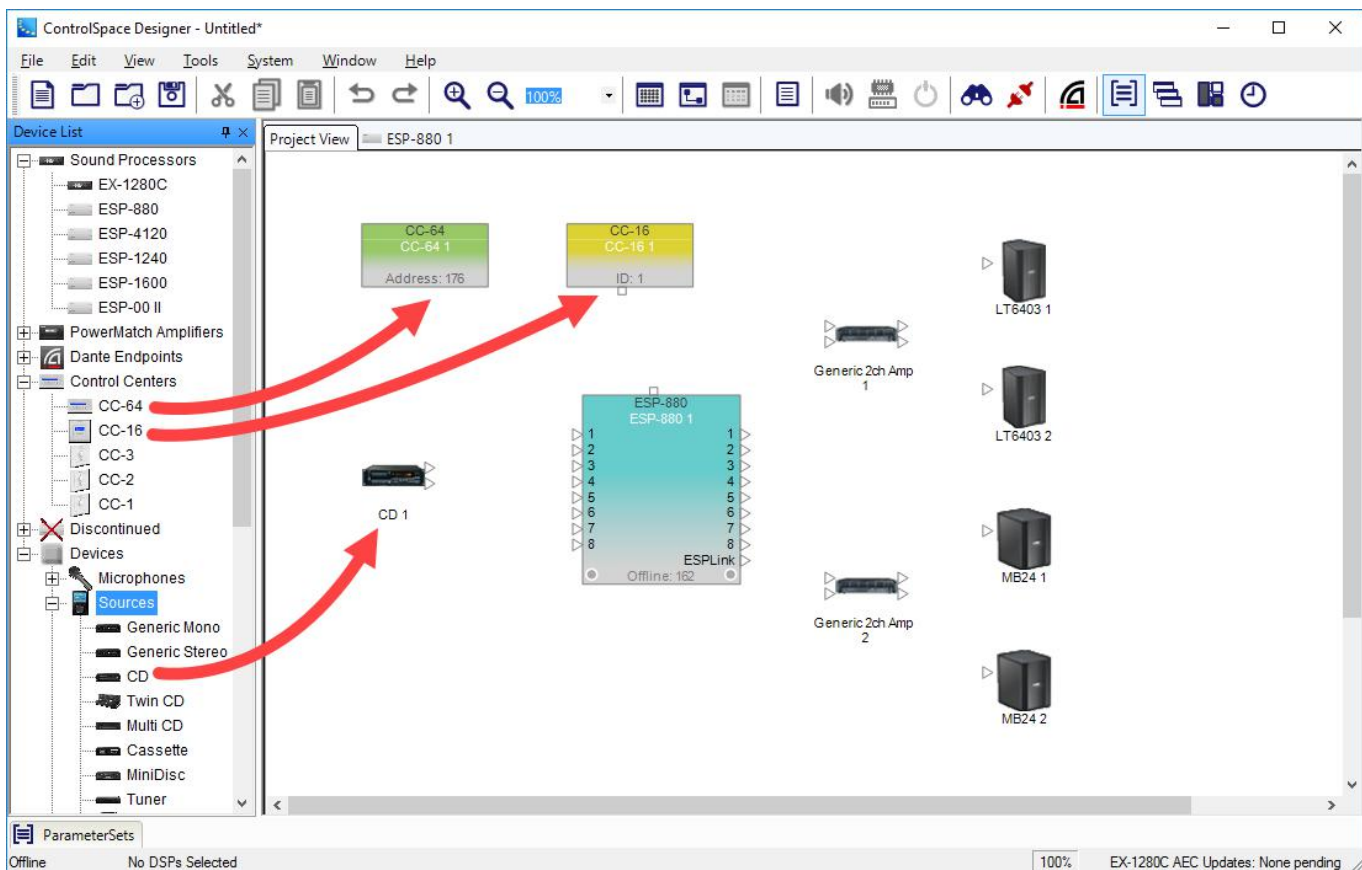 ControlSpace Designer - Untitled*
File Edit View Tools System Window Help
100%
Device List
Project View ESP-880 1
Sound Processors
EX-1280C
ESP-880
ESP-4120
ESP-1240
ESP-1600
ESP-00 II
PowerMatch Amplifiers
Dante Endpoints
Control Centers
CC-64
CC-16
CC-3
CC-2
CC-1
Discontinued
Devices
Microphones
Sources
Generic Mono
Generic Stereo
CD
Twin CD
Multi CD
Cassette
MiniDisc
Tuner
CC-64
CC-64 1
Address: 176
CC-16
CC-16 1
ID: 1
CD 1
ESP-880
ESP-880 1
1 1
2 2
3 3
4 4
5 5
6 6
7 7
8 8
ESPLink
Offline: 162
Generic 2ch Amp
1
Generic 2ch Amp
2
LT6403 1
LT6403 2
MB24 1
MB24 2
ParameterSets
Offline No DSPs Selected 100% EX-1280C AEC Updates: None pending